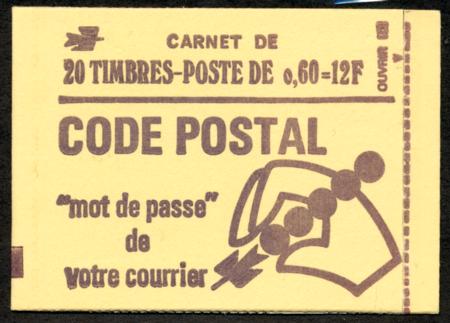 CARNET DE
20 TIMBRES-POSTE DE 0,60=12F
OUVRIR
CODE POSTAL
"mot de passe"
de
votre courrier